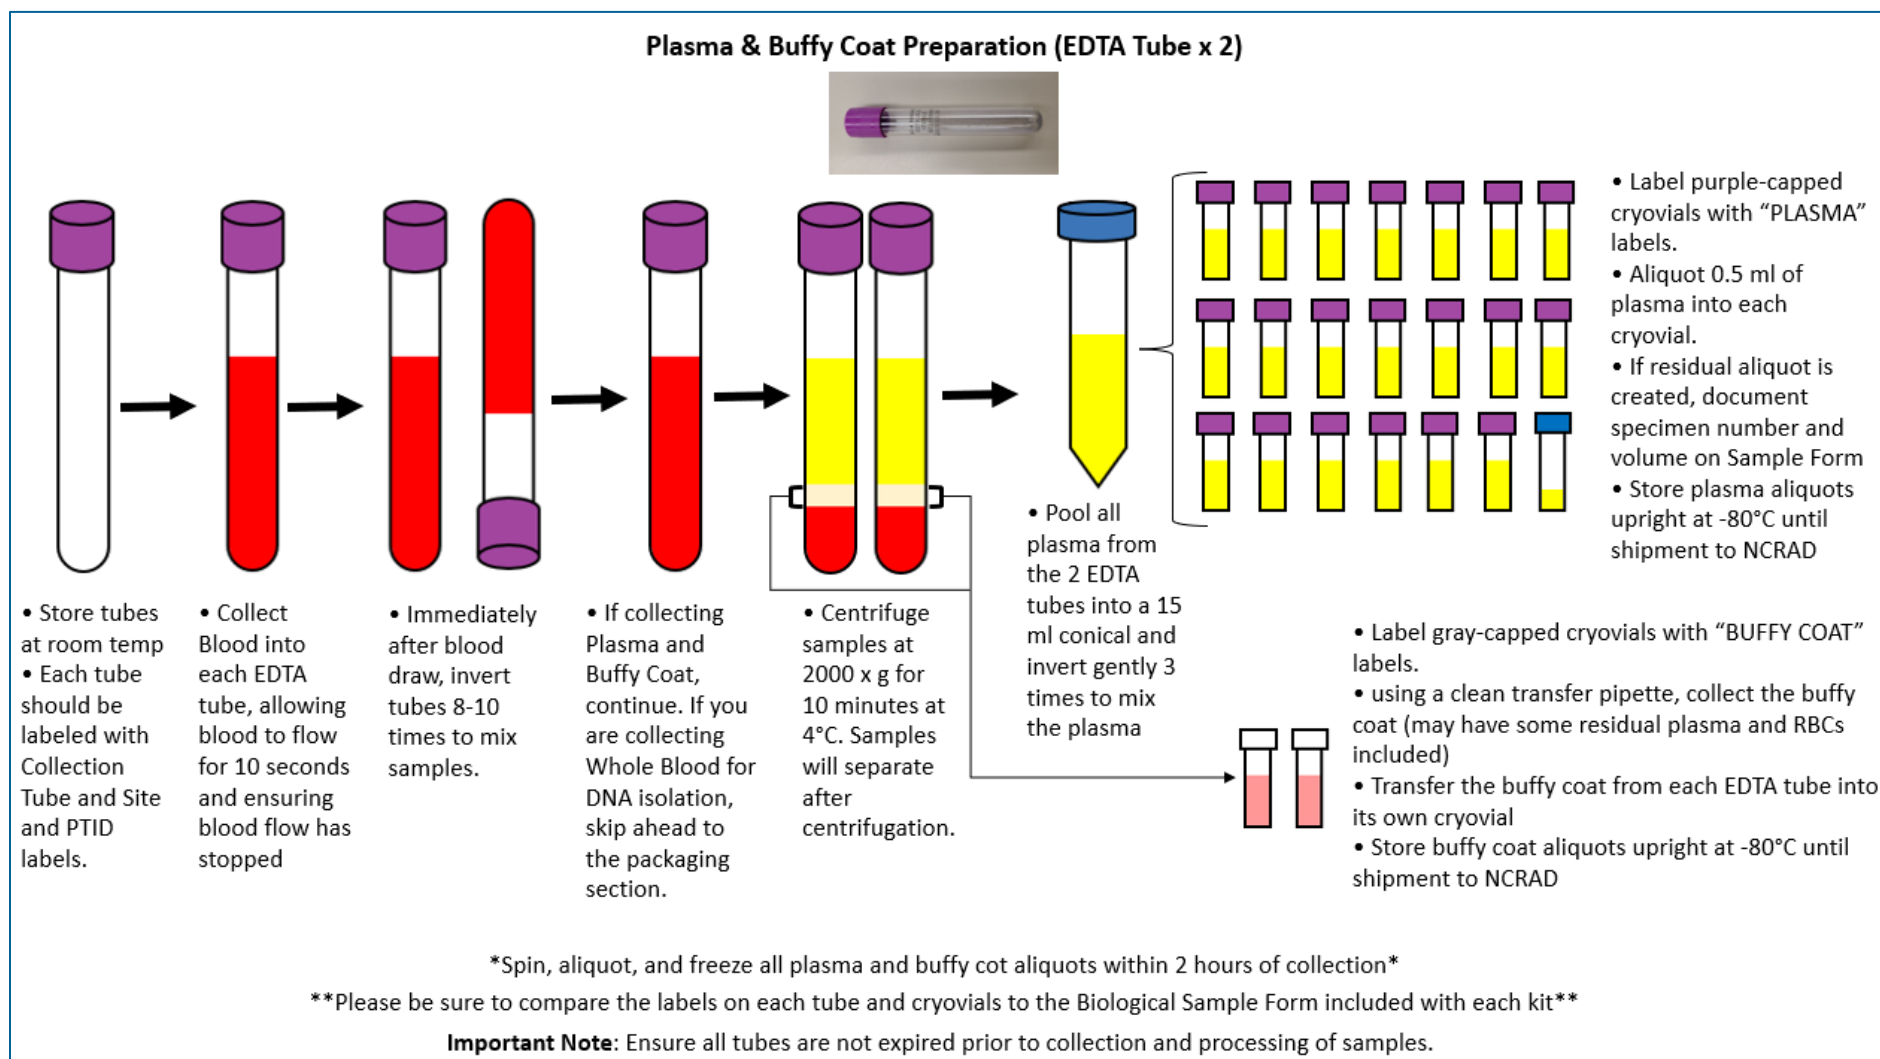 Plasma & Buffy Coat Preparation (EDTA Tube x 2)
• Store tubes
at room temp
• Each tube
should be
labeled with
Collection
Tube and Site
and PTID
labels.
• Collect
Blood into
each EDTA
tube, allowing
blood to flow
for 10 seconds
and ensuring
blood flow has
stopped
• Immediately
after blood
draw, invert
tubes 8-10
times to mix
samples.
• If collecting
Plasma and
Buffy Coat,
continue. If you
are collecting
Whole Blood for
DNA isolation,
skip ahead to
the packaging
section.
• Centrifuge
samples at
2000 x g for
10 minutes at
4°C. Samples
will separate
after
centrifugation.
• Pool all
plasma from
the 2 EDTA
tubes into a 15
ml conical and
invert gently 3
times to mix
the plasma
• Label purple-capped
cryovials with “PLASMA”
labels.
• Aliquot 0.5 ml of
plasma into each
cryovial.
• If residual aliquot is
created, document
specimen number and
volume on Sample Form
• Store plasma aliquots
upright at -80°C until
shipment to NCRAD
• Label gray-capped cryovials with “BUFFY COAT”
labels.
• using a clean transfer pipette, collect the buffy
coat (may have some residual plasma and RBCs
included)
• Transfer the buffy coat from each EDTA tube into
its own cryovial
• Store buffy coat aliquots upright at -80°C until
shipment to NCRAD
*Spin, aliquot, and freeze all plasma and buffy cot aliquots within 2 hours of collection*
**Please be sure to compare the labels on each tube and cryovials to the Biological Sample Form included with each kit**
Important Note: Ensure all tubes are not expired prior to collection and processing of samples.